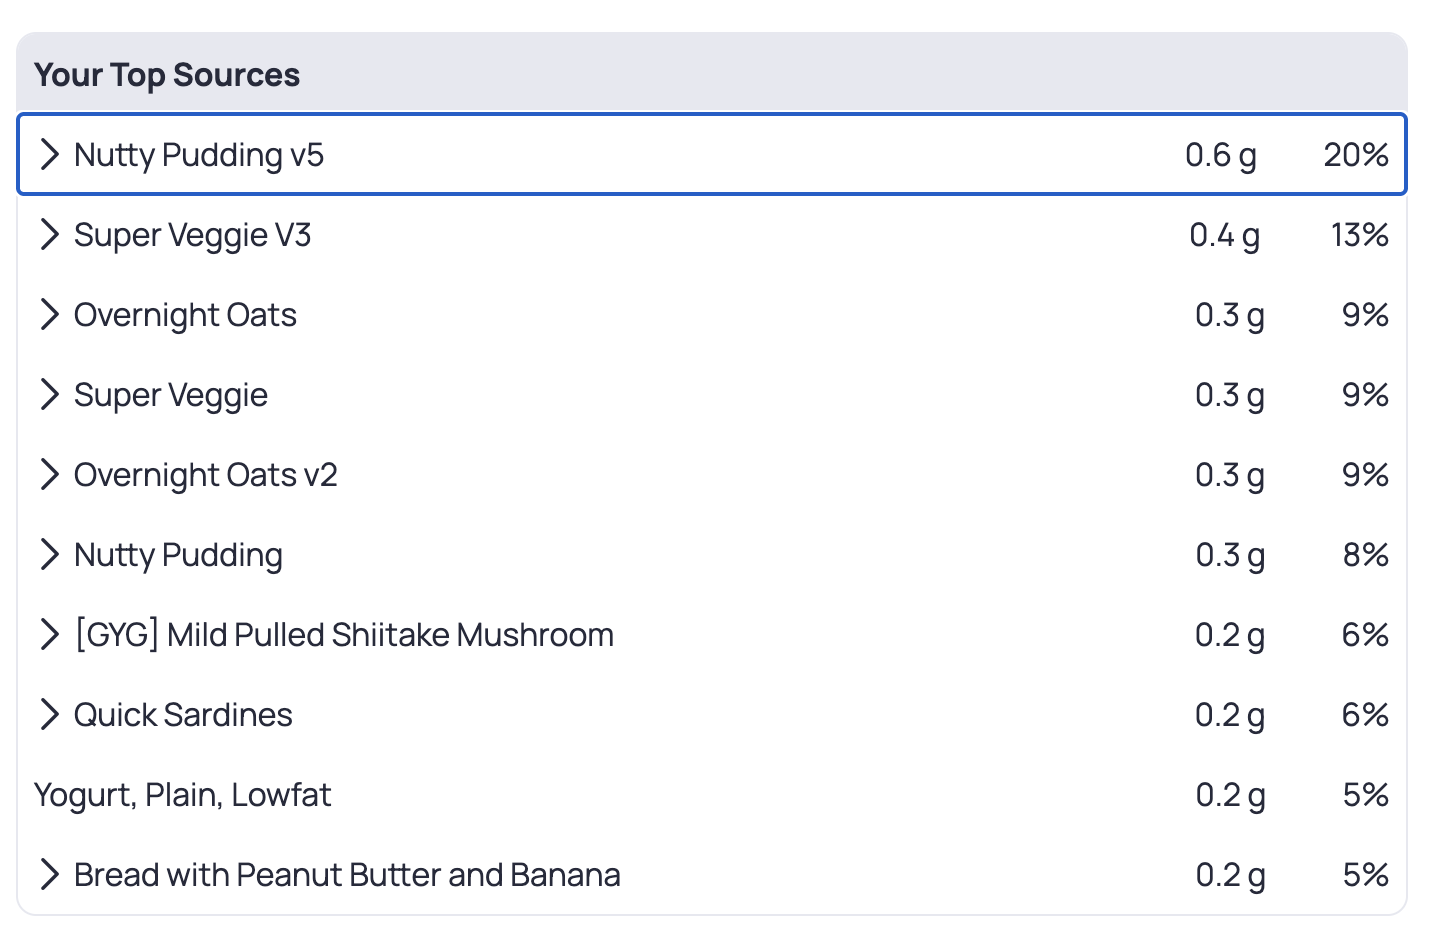 Your Top Sources
Nutty Pudding v5 0.6 g 20%
Super Veggie V3 0.4 g 13%
Overnight Oats 0.3 g 9%
Super Veggie 0.3 g 9%
Overnight Oats v2 0.3 g 9%
Nutty Pudding 0.3 g 8%
[GYG] Mild Pulled Shiitake Mushroom 0.2 g 6%
Quick Sardines 0.2 g 6%
Yogurt, Plain, Lowfat 0.2 g 5%
Bread with Peanut Butter and Banana 0.2 g 5%